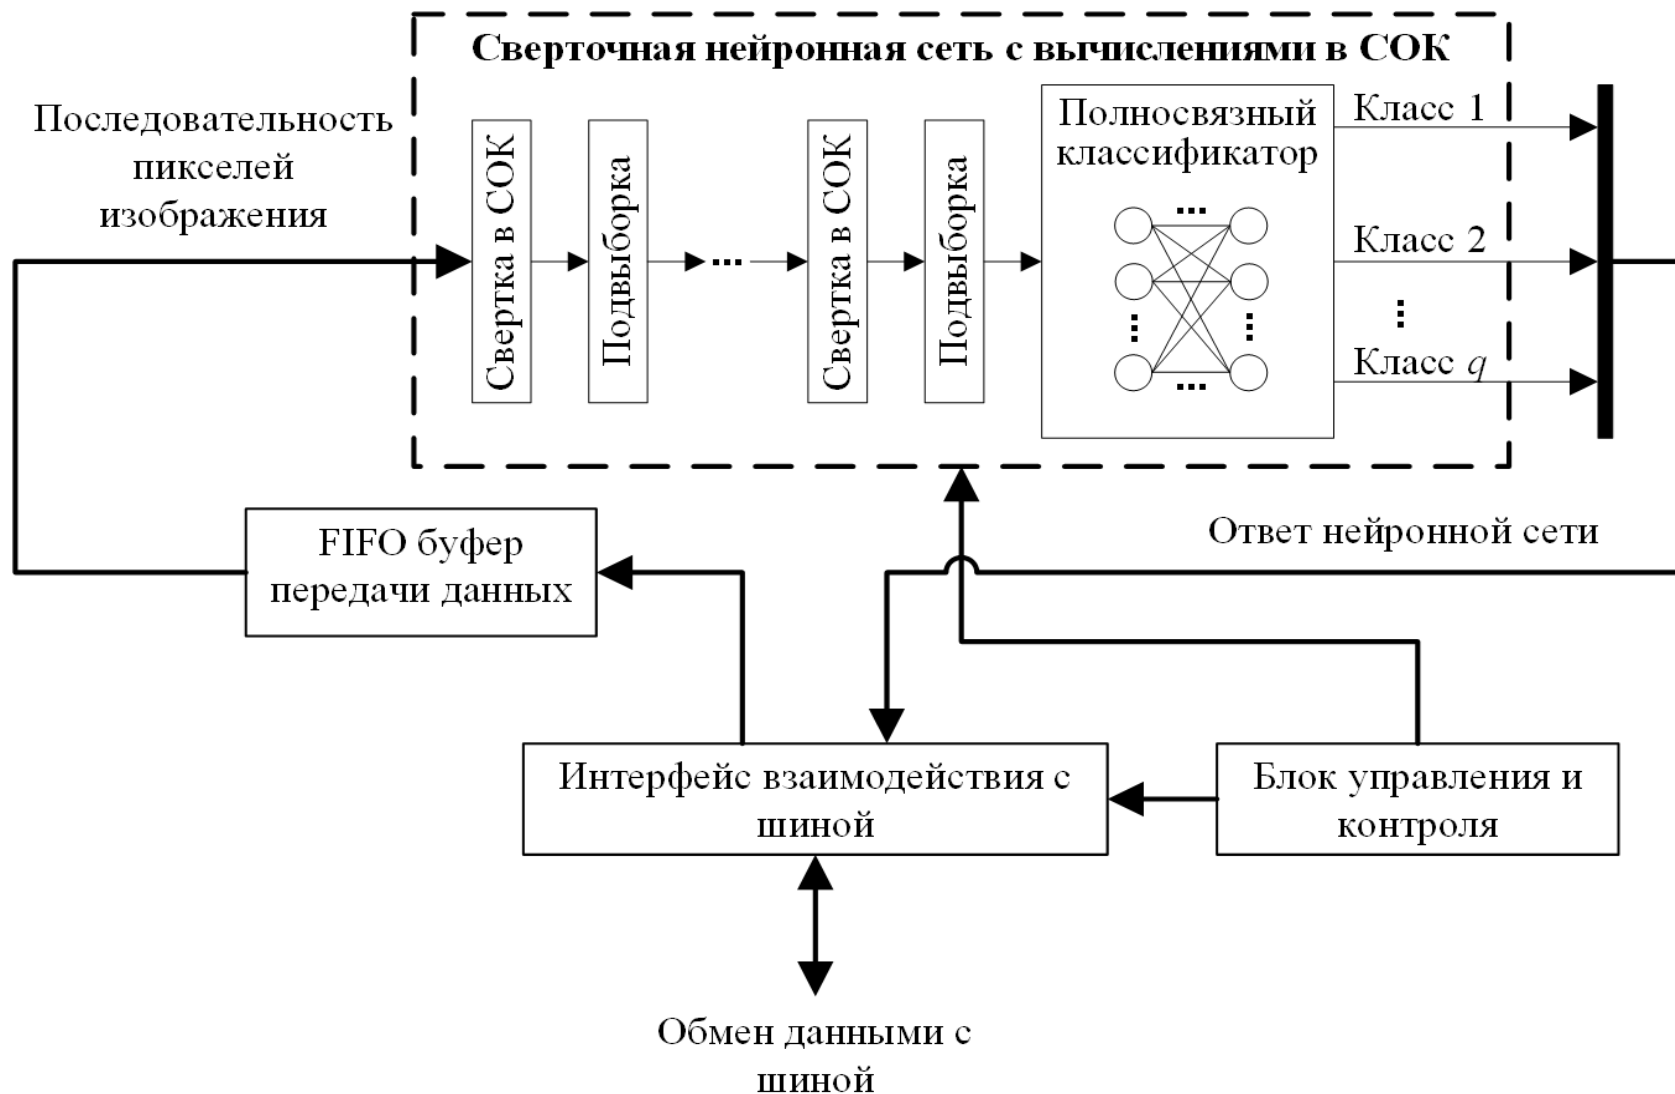 Сверточная нейронная сеть с вычислениями в СОК
Последовательность
пикселей
изображения
Свертка в СОК
Подвыборка
...
Свертка в СОК
Подвыборка
Полносвязный
классификатор
...
...
...
...
Класс 1
Класс 2
...
Класс q
FIFO буфер
передачи данных
Ответ нейронной сети
Интерфейс взаимодействия с
шиной
Блок управления и
контроля
Обмен данными с
шиной